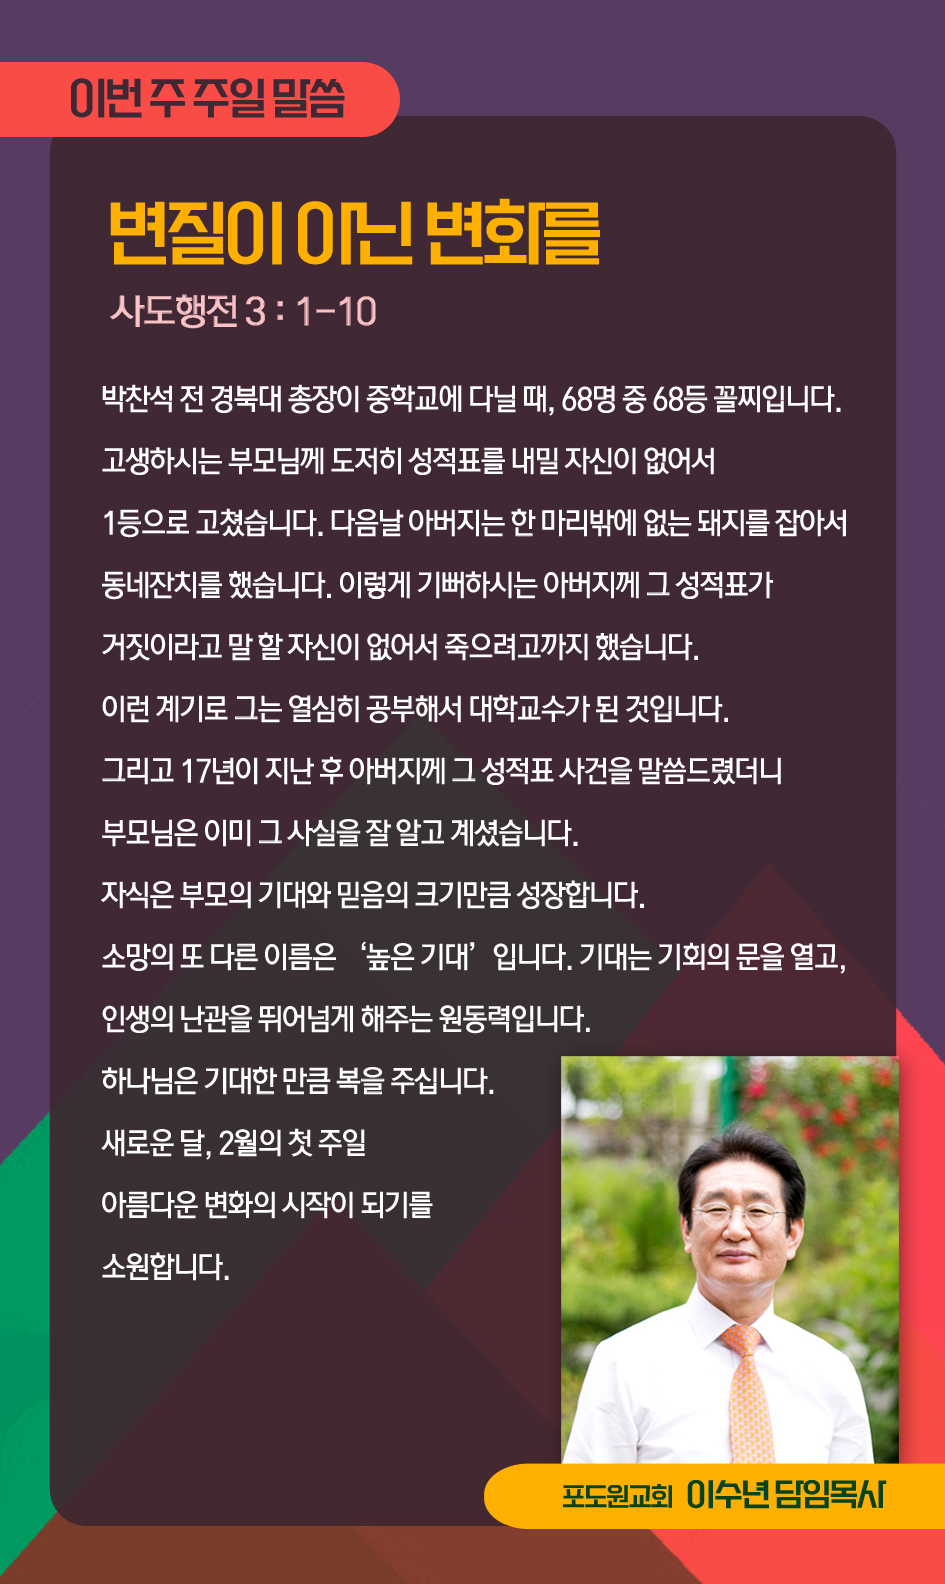 이번 주 주일 말씀
변질이 아닌 변화를
사도행전 3 : 1-10
박찬석 전 경북대 총장이 중학교에 다닐 때, 68명 중 68등 꼴찌입니다.
고생하시는 부모님께 도저히 성적표를 내밀 자신이 없어서
1등으로 고쳤습니다. 다음날 아버지는 한 마리밖에 없는 돼지를 잡아서
동네잔치를 했습니다. 이렇게 기뻐하시는 아버지께 그 성적표가
거짓이라고 말 할 자신이 없어서 죽으려고까지 했습니다.
이런 계기로 그는 열심히 공부해서 대학교수가 된 것입니다.
그리고 17년이 지난 후 아버지께 그 성적표 사건을 말씀드렸더니
부모님은 이미 그 사실을 잘 알고 계셨습니다.
자식은 부모의 기대와 믿음의 크기만큼 성장합니다.
소망의 또 다른 이름은 ‘높은 기대’ 입니다. 기대는 기회의 문을 열고,
인생의 난관을 뛰어넘게 해주는 원동력입니다.
하나님은 기대한 만큼 복을 주십니다.
새로운 달, 2월의 첫 주일
아름다운 변화의 시작이 되기를
소원합니다.
포도원교회 이수년 담임목사